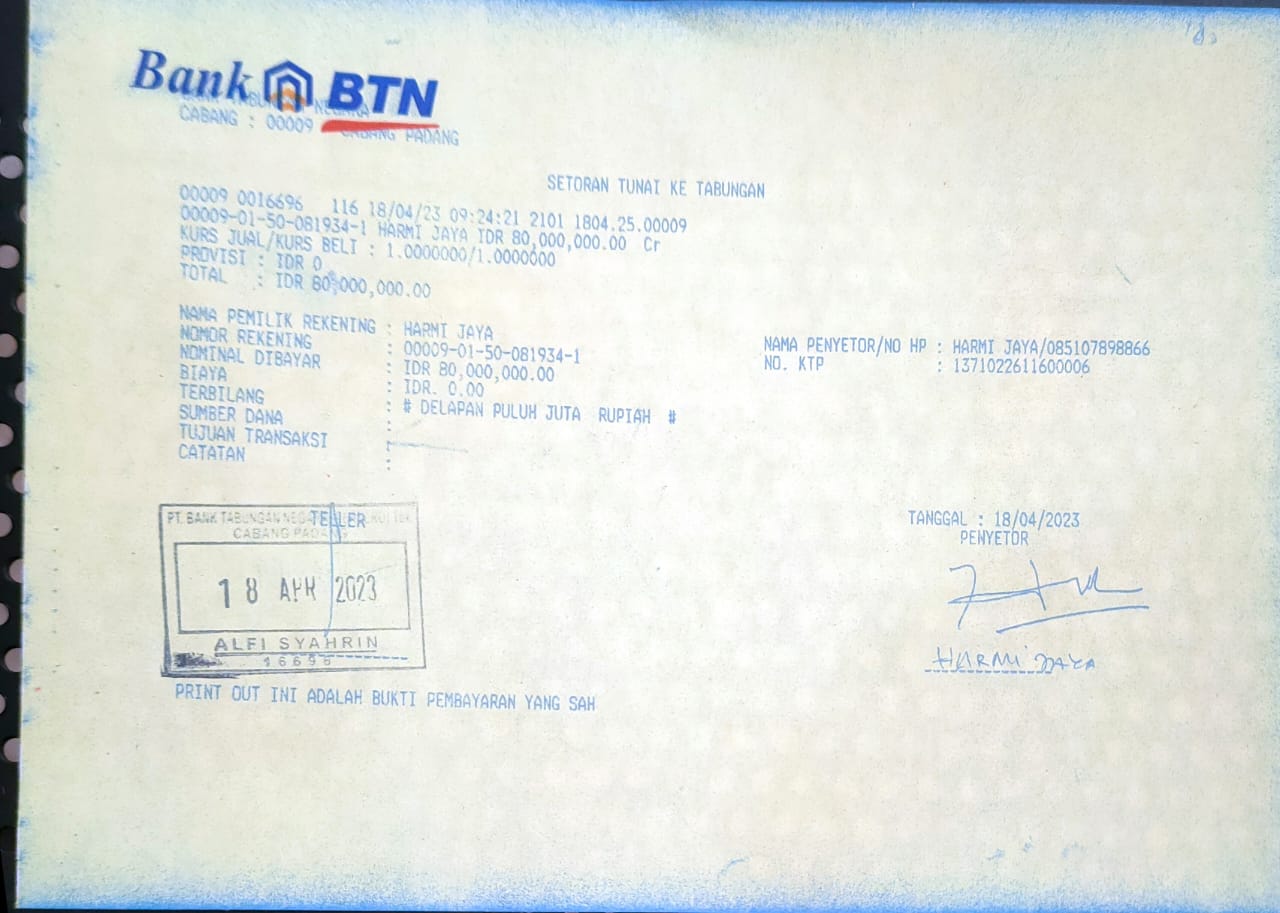 Bank BTN
CABANG : 00009 CABANG PADANG
SETORAN TUNAI KE TABUNGAN
00009 0016696 116 18/04/23 09:24:21 2101 1804.25.00009
00009-01-50-081934-1 HARMI JAYA IDR 80,000,000.00 Cr
KURS JUAL/KURS BELI : 1.0000000/1.0000000
PROVISI : IDR 0
TOTAL : IDR 80,000,000.00
NAMA PEMILIK REKENING : HARMI JAYA
NOMOR REKENING : 00009-01-50-081934-1
NOMINAL DIBAYAR : IDR 80,000,000.00
BIAYA : IDR. 0.00
TERBILANG : # DELAPAN PULUH JUTA RUPIAH #
SUMBER DANA :
TUJUAN TRANSAKSI :
CATATAN :
NAMA PENYETOR/NO HP : HARMI JAYA/085107898866
NO. KTP : 1371022611600006
PT. BANK TABUNGAN
TELLER
CABANG PADANG
18 APR 2023
ALFI SYAHRIN
16696
TANGGAL : 18/04/2023
PENYETOR
HARMI JAYA
PRINT OUT INI ADALAH BUKTI PEMBAYARAN YANG SAH